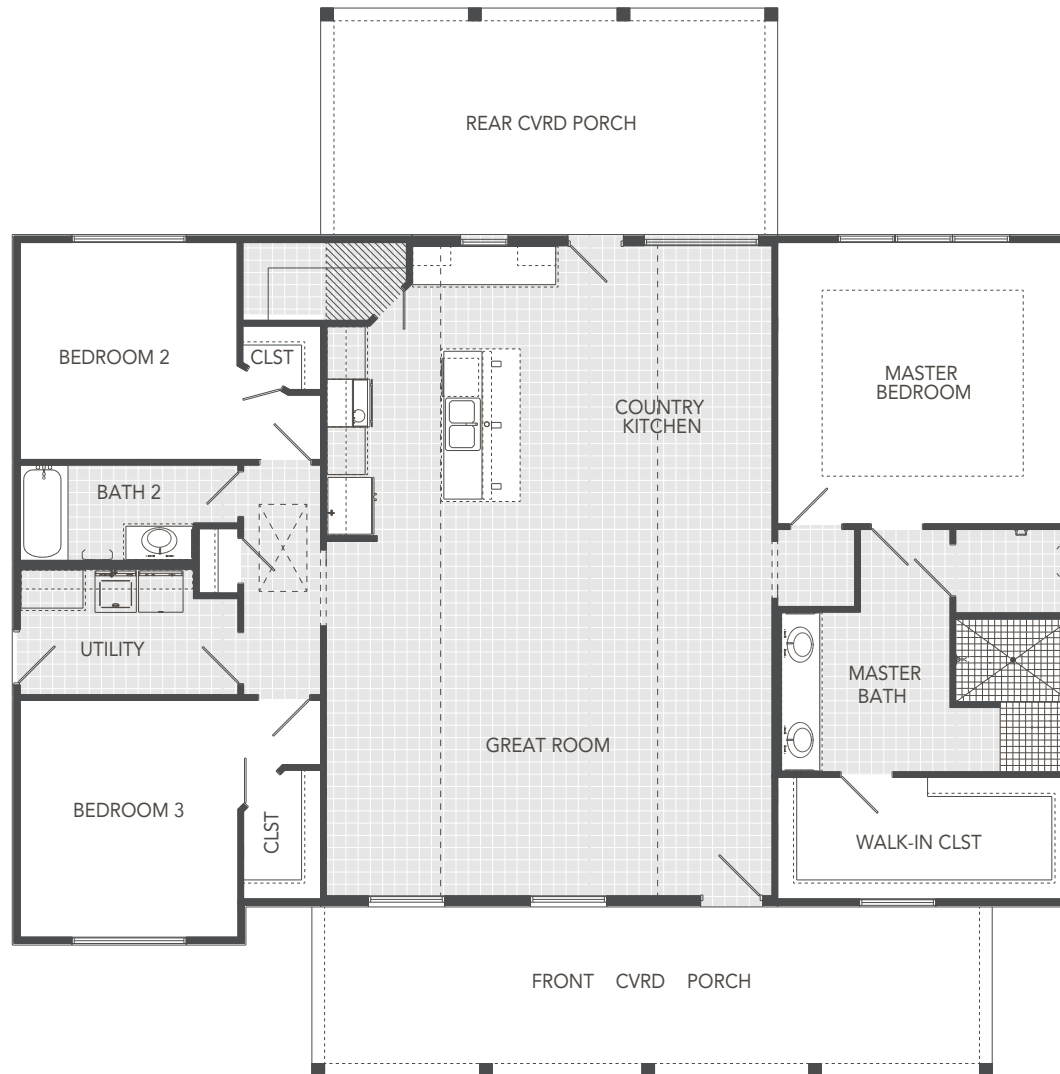 REAR CVRD PORCH
BEDROOM 2
CLST
MASTER
BEDROOM
COUNTRY
KITCHEN
BATH 2
UTILITY
MASTER
BATH
GREAT ROOM
BEDROOM 3
CLST
WALK-IN CLST
FRONT CVRD PORCH